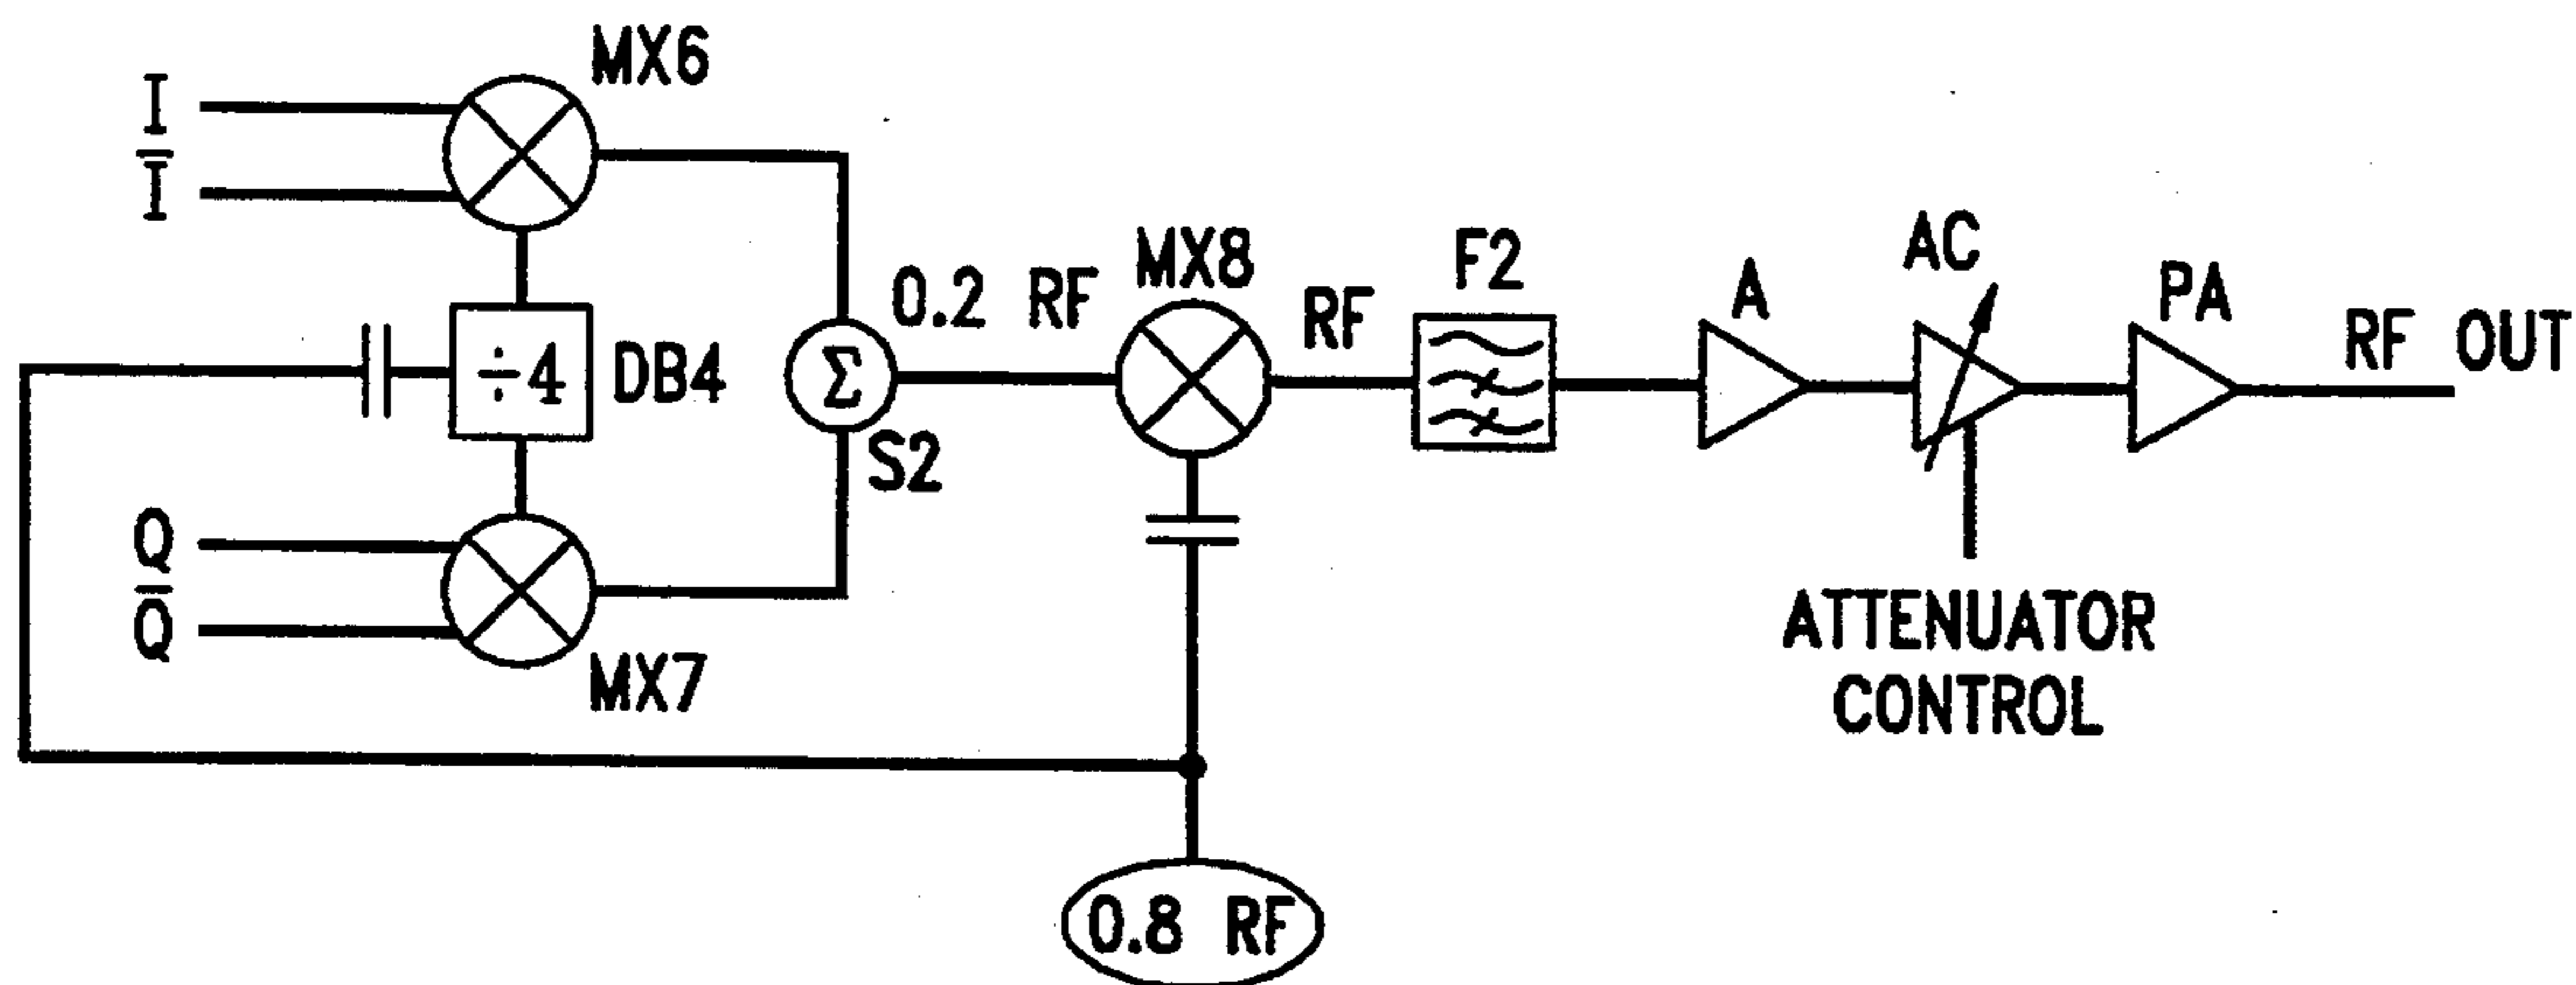 MX6
I
Ī
÷4
DB4
Q
Q̄
MX7
Σ
S2
0.2 RF
MX8
RF
F2
A
AC
PA
RF OUT
ATTENUATOR
CONTROL
0.8 RF